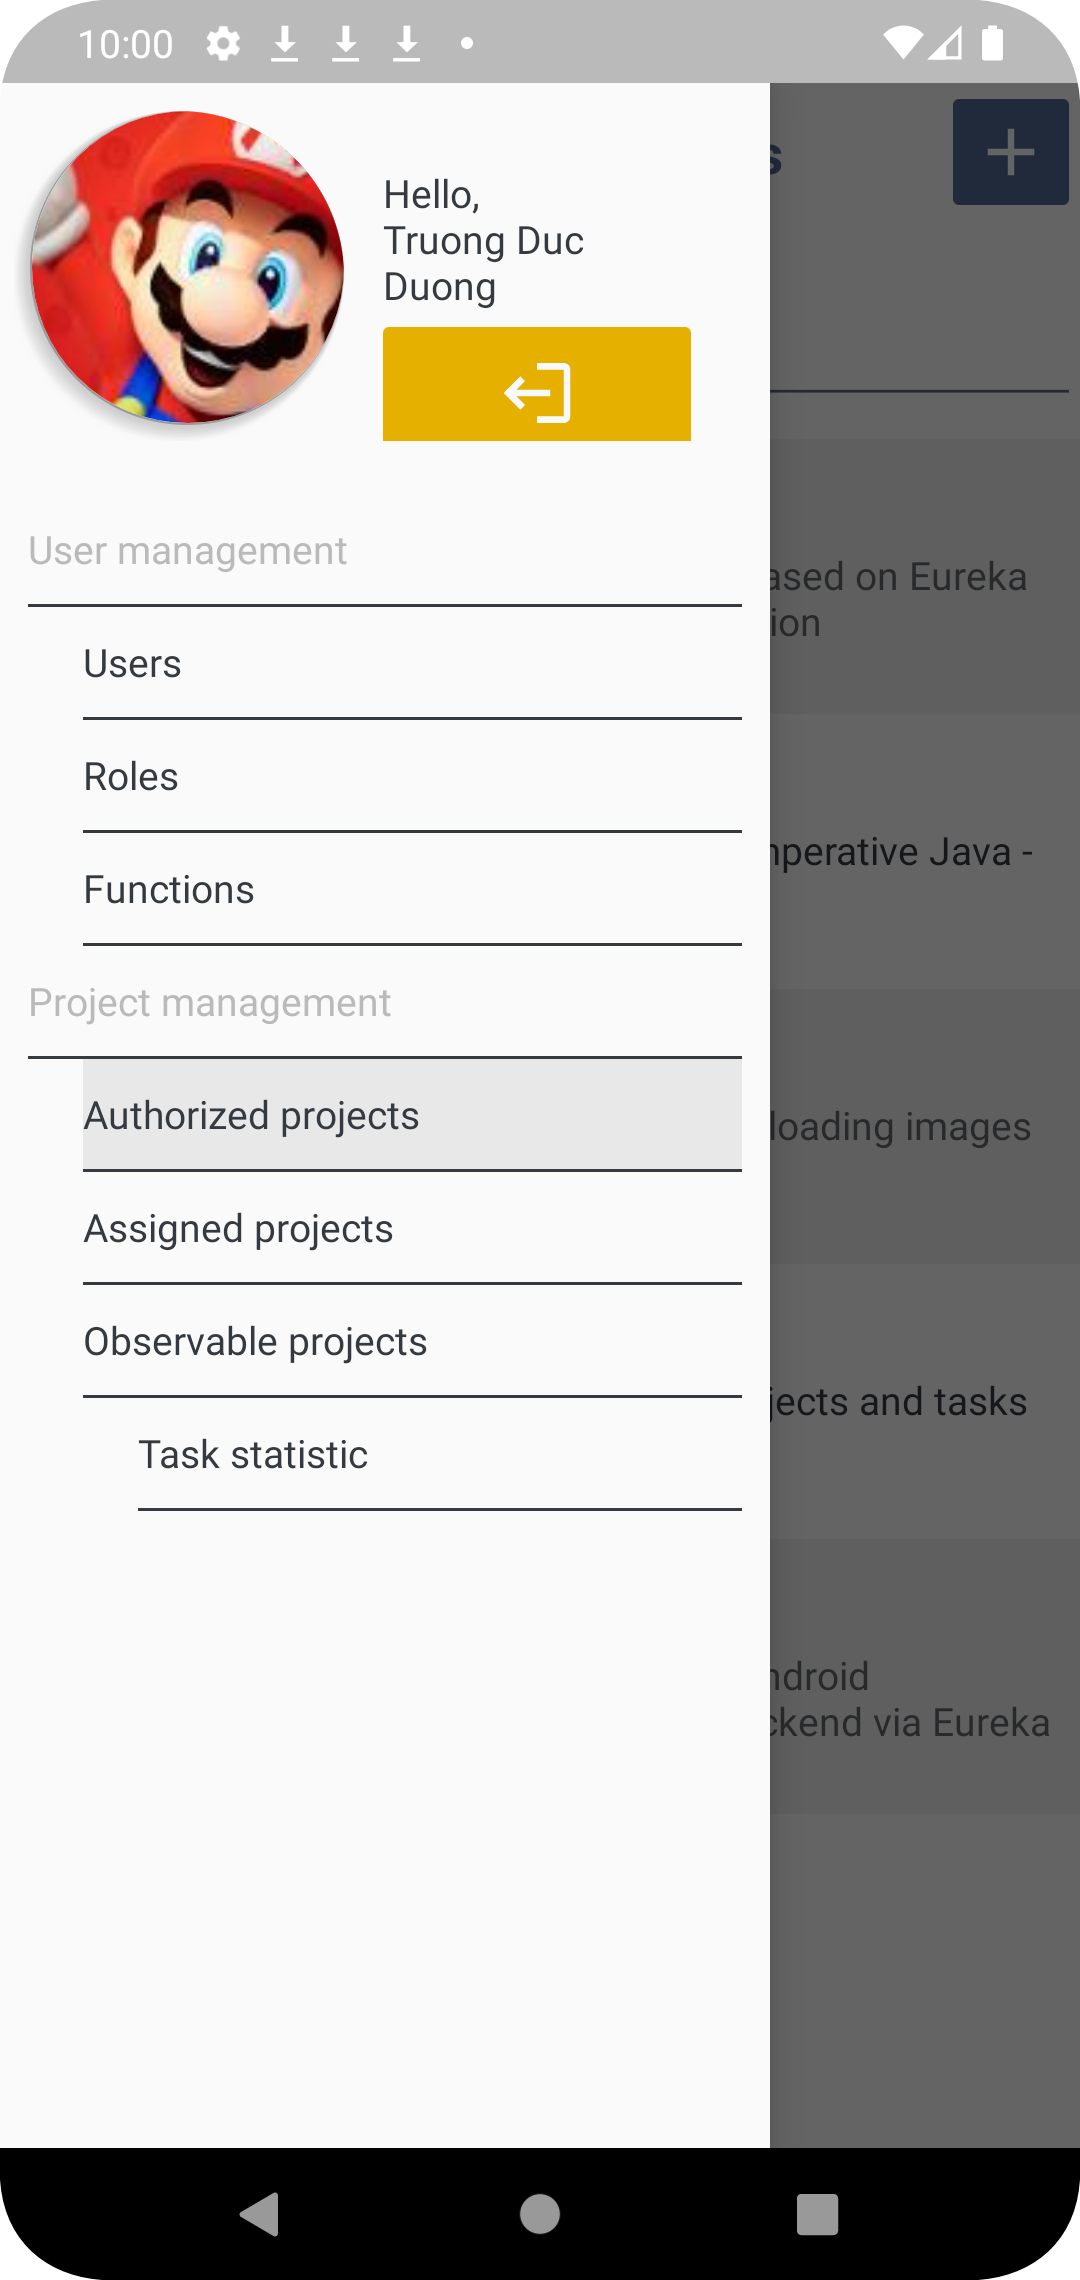 10:00
Hello,
Truong Duc
Duong
User management
Users
Roles
Functions
Project management
Authorized projects
Assigned projects
Observable projects
Task statistic
s
ased on Eureka
ion
nperative Java -
loading images
jects and tasks
ndroid
ckend via Eureka